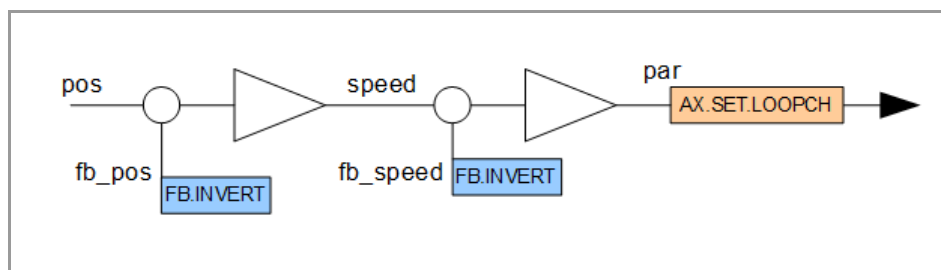 pos
speed
par
AX.SET.LOOPCH
fb_pos
FB.INVERT
fb_speed
FB.INVERT